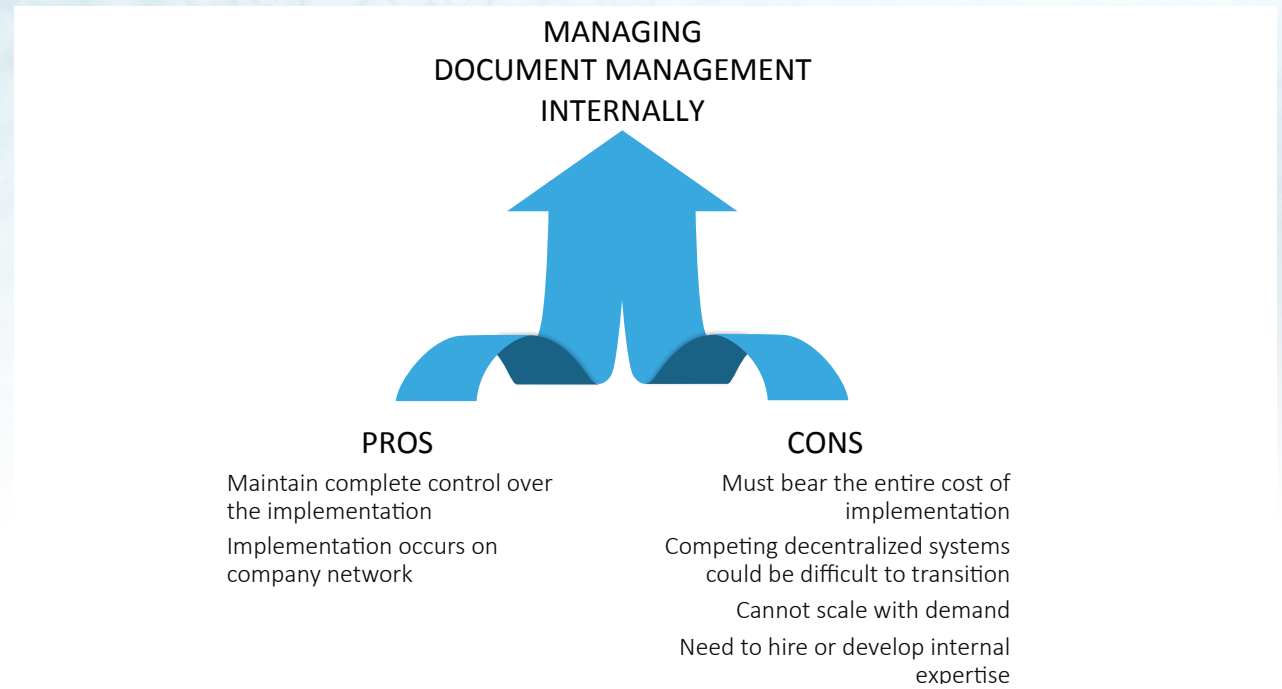 MANAGING
DOCUMENT MANAGEMENT
INTERNALLY
PROS
Maintain complete control over
the implementation
Implementation occurs on
company network
CONS
Must bear the entire cost of
implementation
Competing decentralized systems
could be difficult to transition
Cannot scale with demand
Need to hire or develop internal
expertise